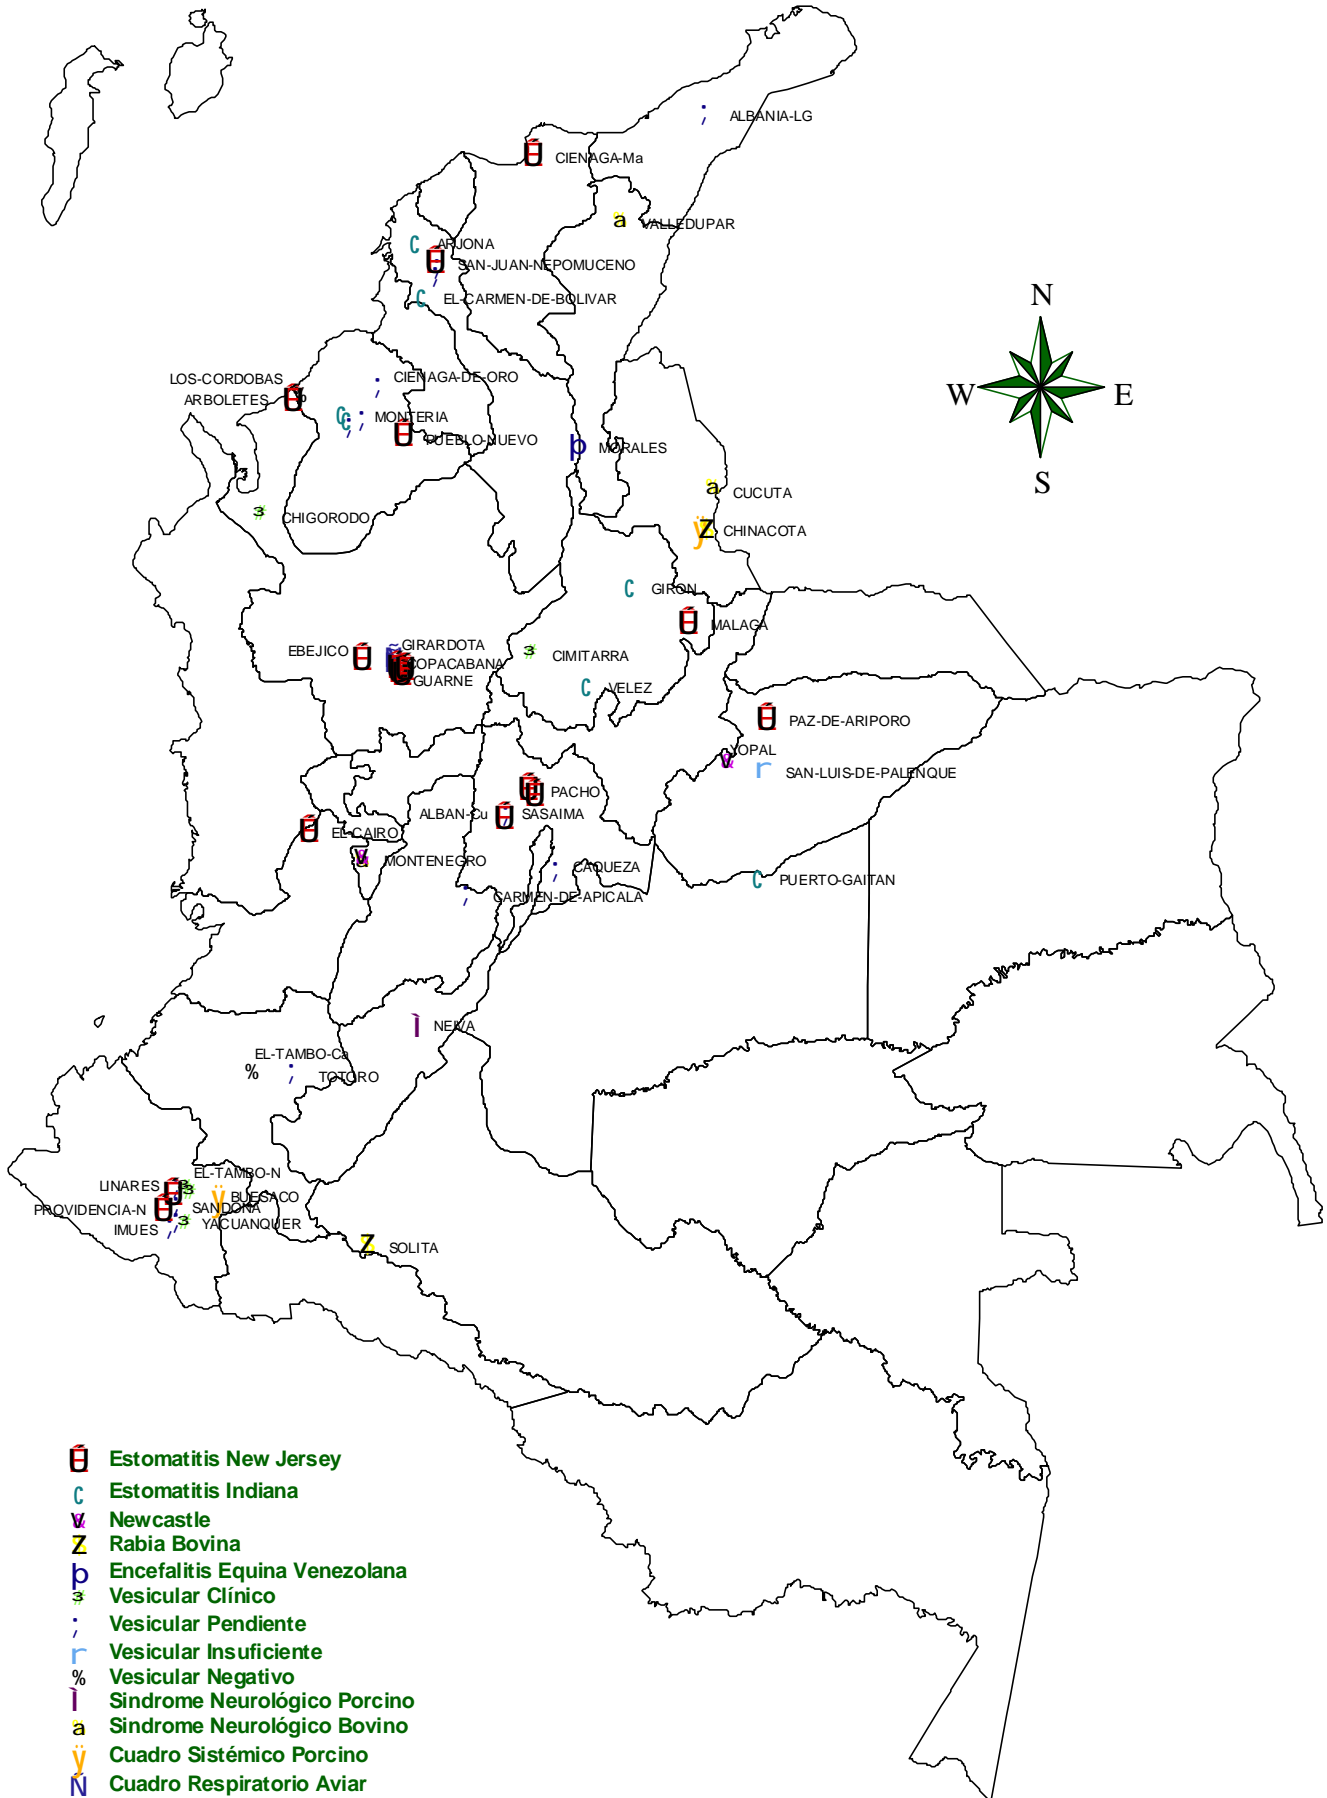 ALBANIA-LG
CIENAGA-Ma
VALLEDUPAR
ARJONA
SAN-JUAN-NEPOMUCENO
EL-CARMEN-DE-BOLIVAR
N
W E
S
LOS-CORDOBAS
CIENAGA-DE-ORO
ARBOLETES
MONTERIA
PUEBLO-NUEVO
MORALES
CUCUTA
CHIGORODO
CHINACOTA
GIRON
MALAGA
EBEJICO
GIRARDOTA
COPACABANA
GUARNE
CIMITARRA
VELEZ
PAZ-DE-ARIPORO
YOPAL
SAN-LUIS-DE-PALENQUE
PACHO
ALBAN-Cu
SASAIMA
EL-CAIRO
MONTENEGRO
CAQUEZA
CARMEN-DE-APICALA
PUERTO-GAITAN
NEIVA
EL-TAMBO-Ca
TOTORO
EL-TAMBO-N
LINARES
BUESACO
PROVIDENCIA-N
SANDONA
IMUES
YACUANQUER
SOLITA
Estomatitis New Jersey
Estomatitis Indiana
Newcastle
Rabia Bovina
Encefalitis Equina Venezolana
Vesicular Clínico
Vesicular Pendiente
Vesicular Insuficiente
Vesicular Negativo
Sindrome Neurológico Porcino
Sindrome Neurológico Bovino
Cuadro Sistémico Porcino
Cuadro Respiratorio Aviar